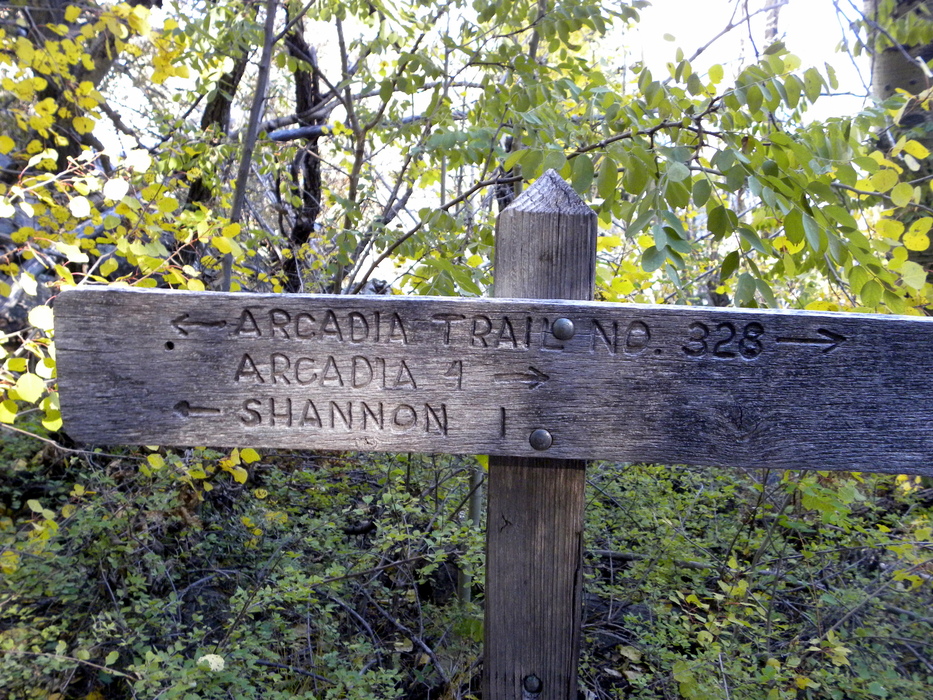 ← ARCADIA TRAIL NO. 328 →
ARCADIA 4 →
← SHANNON 1